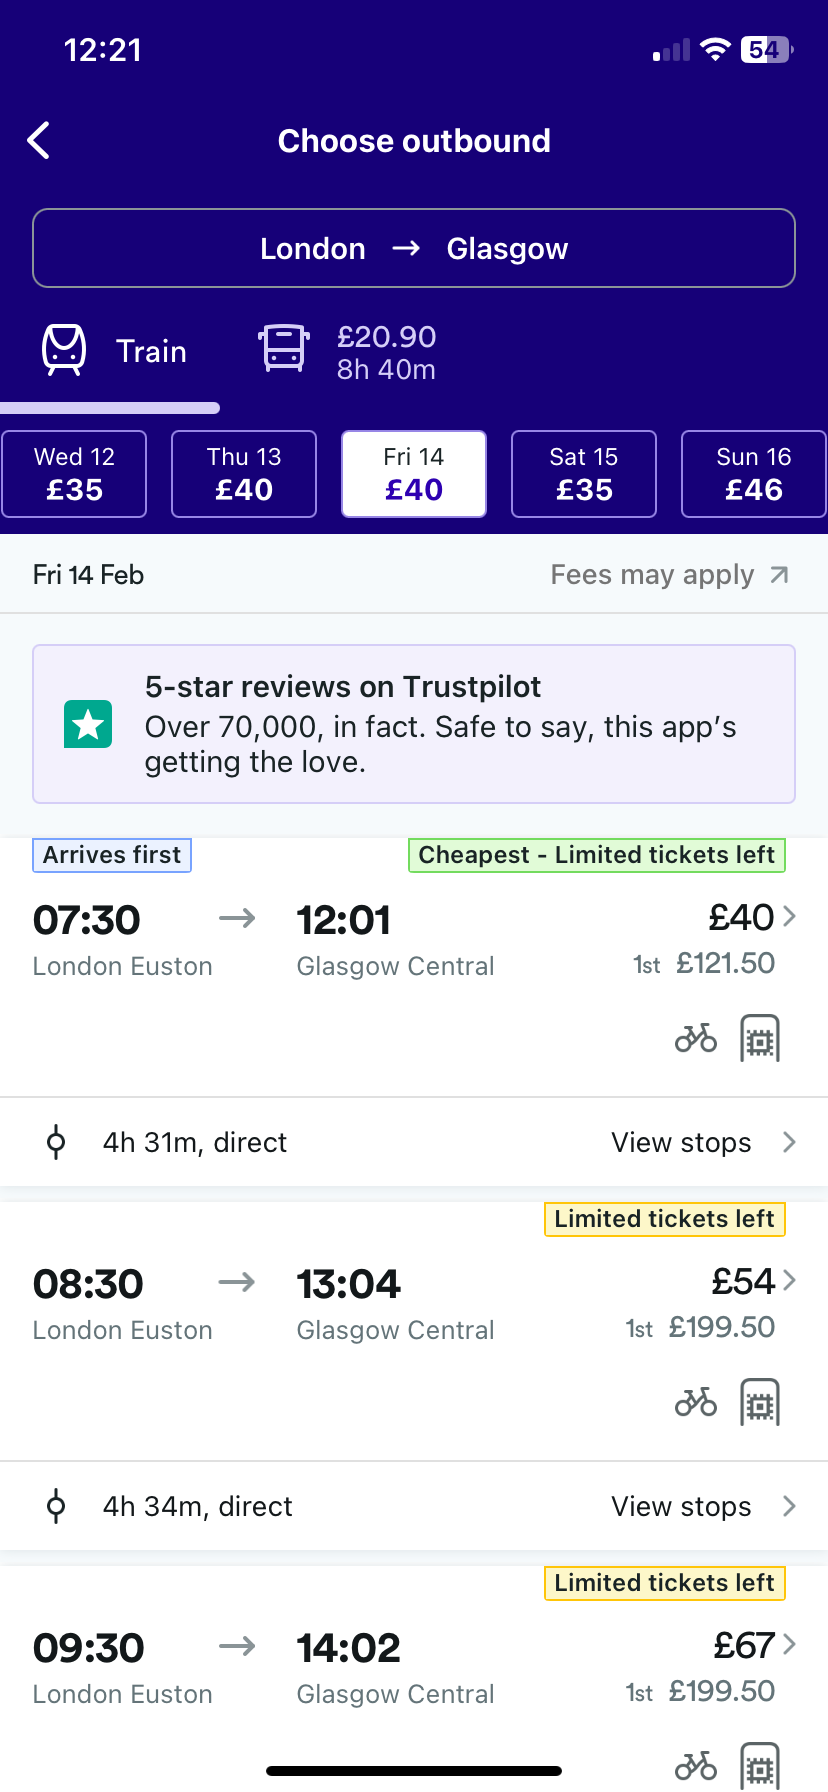 12:21
54
Choose outbound
London → Glasgow
Train
£20.90
8h 40m
Wed 12
£35
Thu 13
£40
Fri 14
£40
Sat 15
£35
Sun 16
£46
Fri 14 Feb
Fees may apply
5-star reviews on Trustpilot
Over 70,000, in fact. Safe to say, this app's
getting the love.
Arrives first
Cheapest - Limited tickets left
07:30 → 12:01 £40
London Euston Glasgow Central 1st £121.50
4h 31m, direct View stops
Limited tickets left
08:30 → 13:04 £54
London Euston Glasgow Central 1st £199.50
4h 34m, direct View stops
Limited tickets left
09:30 → 14:02 £67
London Euston Glasgow Central 1st £199.50